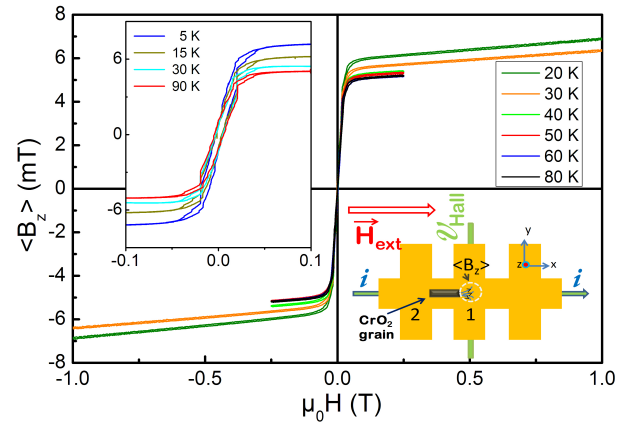 8
6
4
2
0
-2
-4
-6
-8
<B_z> (mT)
-1.0
-0.5
0.0
0.5
1.0
μ₀H (T)
6
0
-6
-0.1
0.0
0.1
5 K
15 K
30 K
90 K
20 K
30 K
40 K
50 K
60 K
80 K
H_ext
𝒱_Hall
y
z
x
<B_z>
i
i
CrO₂
grain
2
1